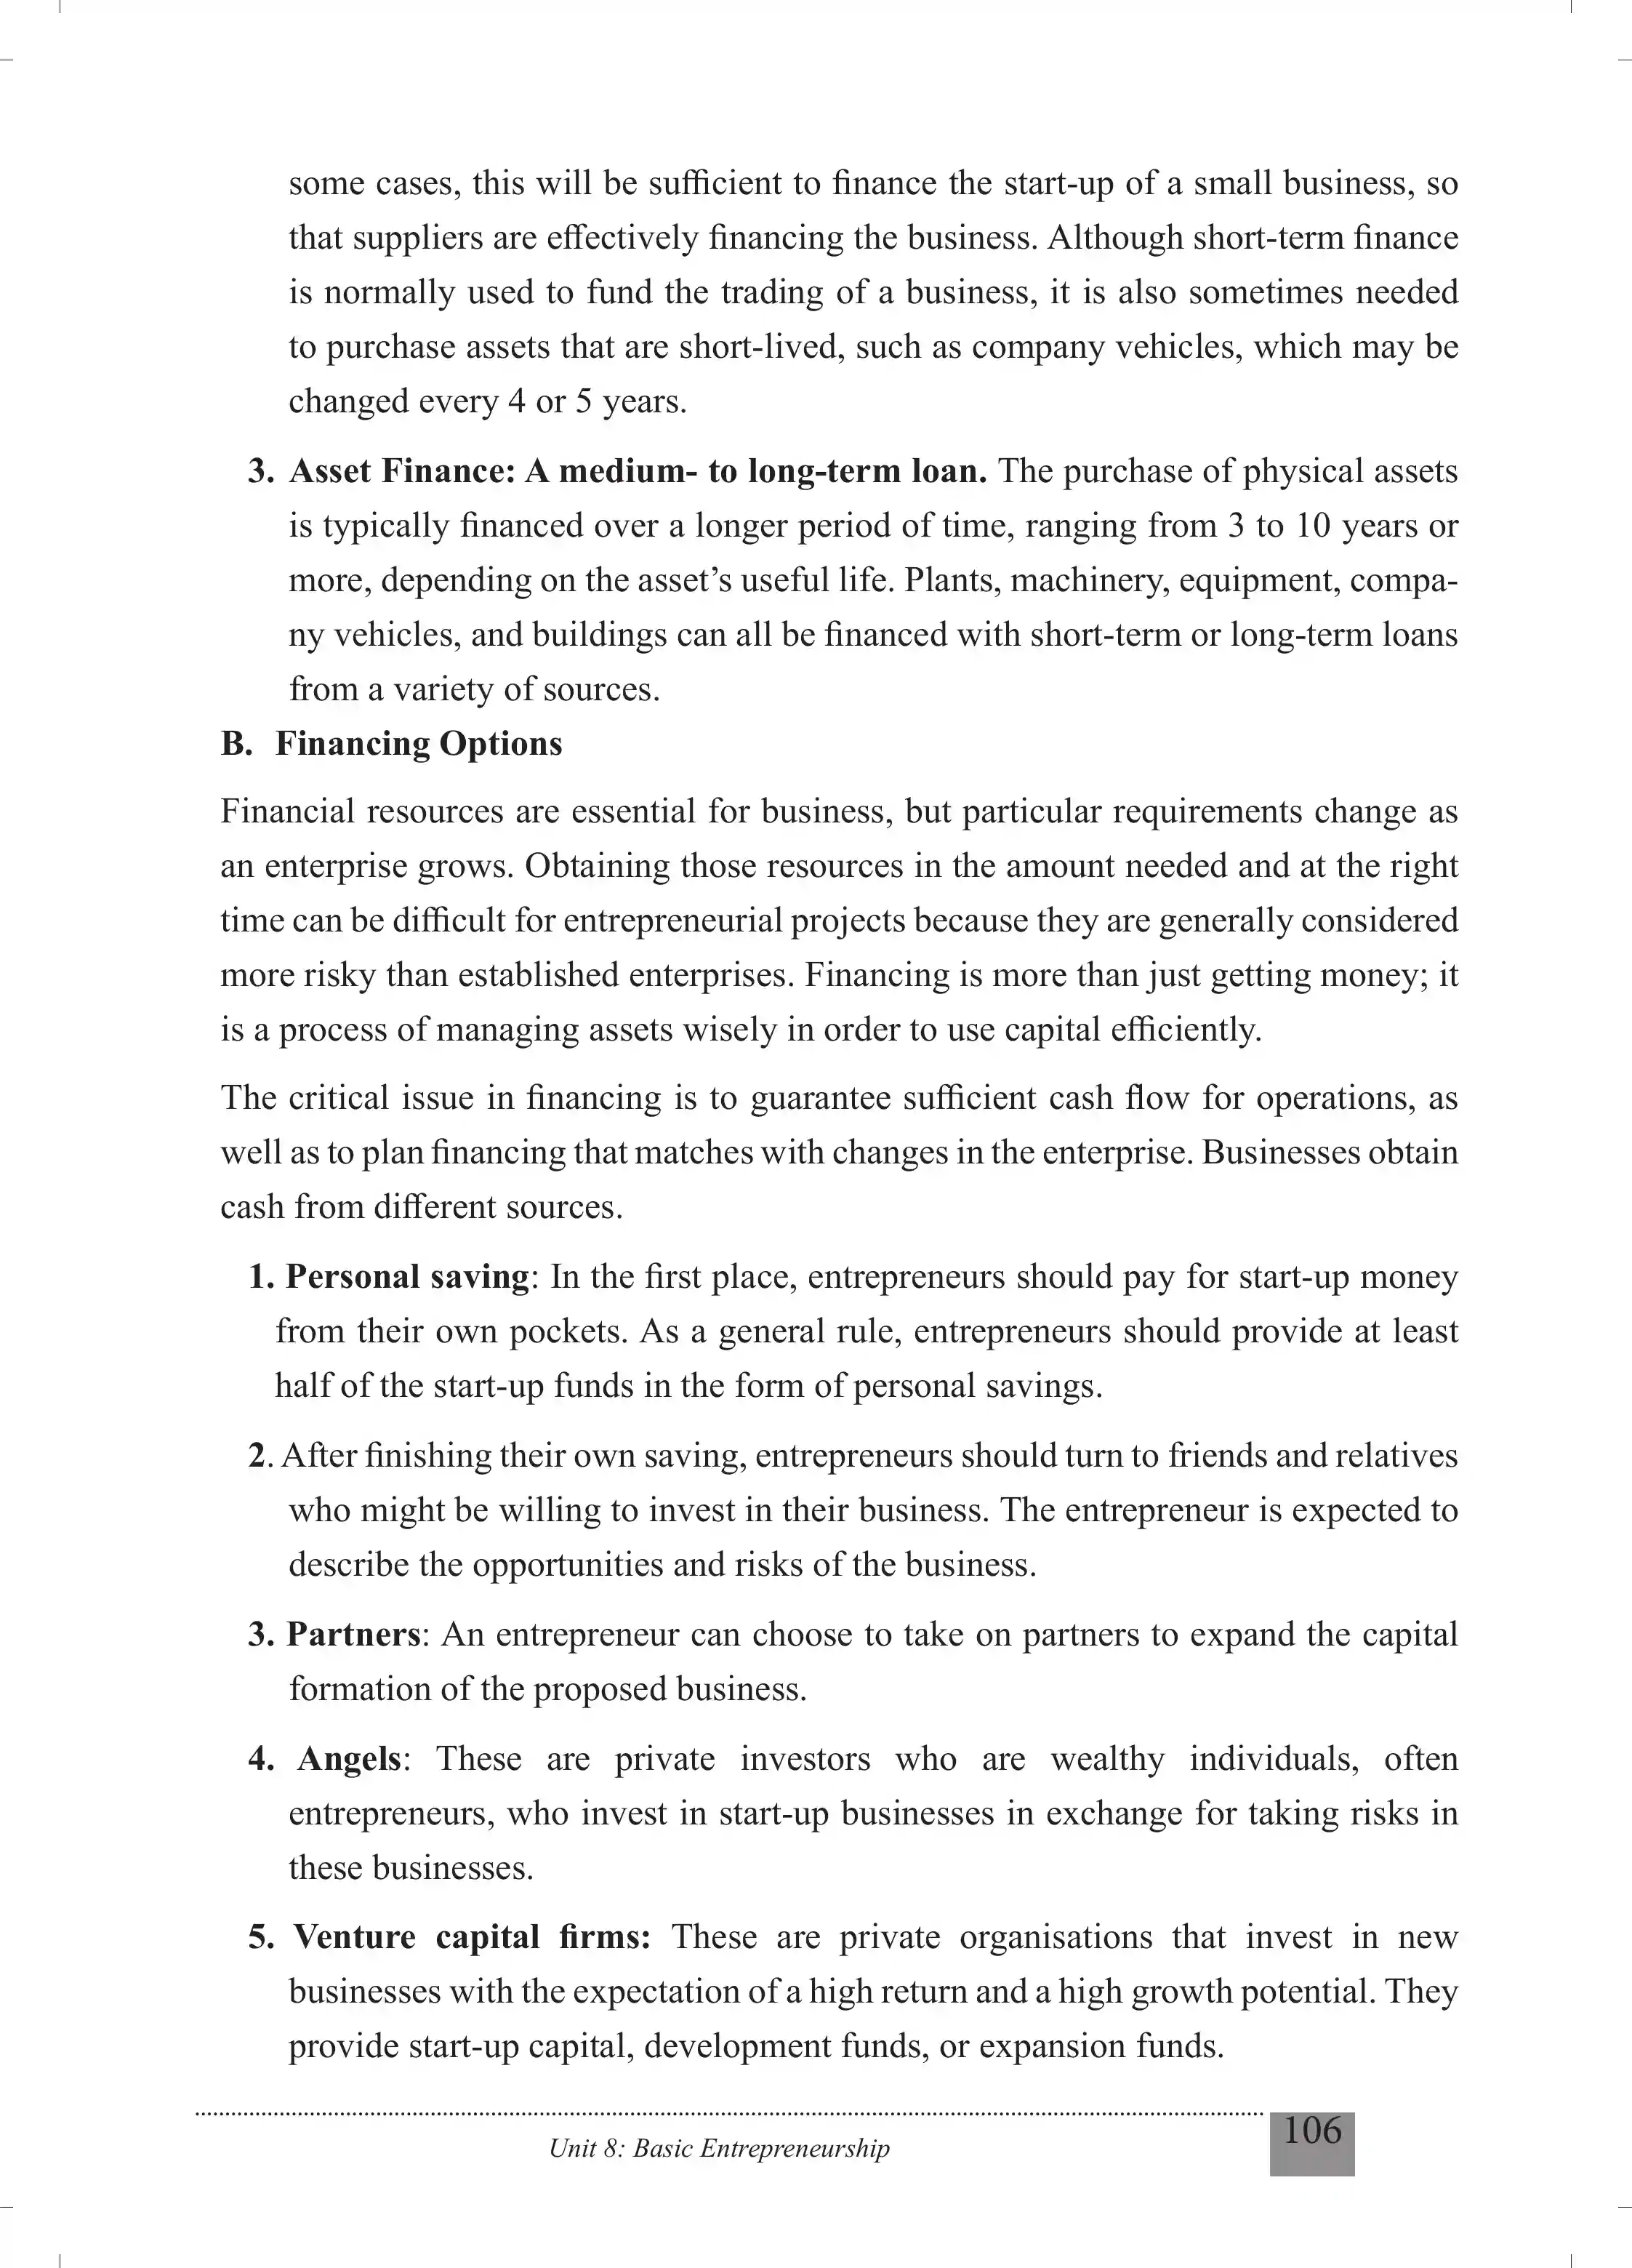 some cases, this will be sufficient to finance the start-up of a small business, so
that suppliers are effectively financing the business. Although short-term finance
is normally used to fund the trading of a business, it is also sometimes needed
to purchase assets that are short-lived, such as company vehicles, which may be
changed every 4 or 5 years.
3. Asset Finance: A medium- to long-term loan. The purchase of physical assets
is typically financed over a longer period of time, ranging from 3 to 10 years or
more, depending on the asset’s useful life. Plants, machinery, equipment, compa-
ny vehicles, and buildings can all be financed with short-term or long-term loans
from a variety of sources.
B. Financing Options
Financial resources are essential for business, but particular requirements change as
an enterprise grows. Obtaining those resources in the amount needed and at the right
time can be difficult for entrepreneurial projects because they are generally considered
more risky than established enterprises. Financing is more than just getting money; it
is a process of managing assets wisely in order to use capital efficiently.
The critical issue in financing is to guarantee sufficient cash flow for operations, as
well as to plan financing that matches with changes in the enterprise. Businesses obtain
cash from different sources.
1. Personal saving: In the first place, entrepreneurs should pay for start-up money
from their own pockets. As a general rule, entrepreneurs should provide at least
half of the start-up funds in the form of personal savings.
2. After finishing their own saving, entrepreneurs should turn to friends and relatives
who might be willing to invest in their business. The entrepreneur is expected to
describe the opportunities and risks of the business.
3. Partners: An entrepreneur can choose to take on partners to expand the capital
formation of the proposed business.
4. Angels: These are private investors who are wealthy individuals, often
entrepreneurs, who invest in start-up businesses in exchange for taking risks in
these businesses.
5. Venture capital firms: These are private organisations that invest in new
businesses with the expectation of a high return and a high growth potential. They
provide start-up capital, development funds, or expansion funds.
Unit 8: Basic Entrepreneurship
106